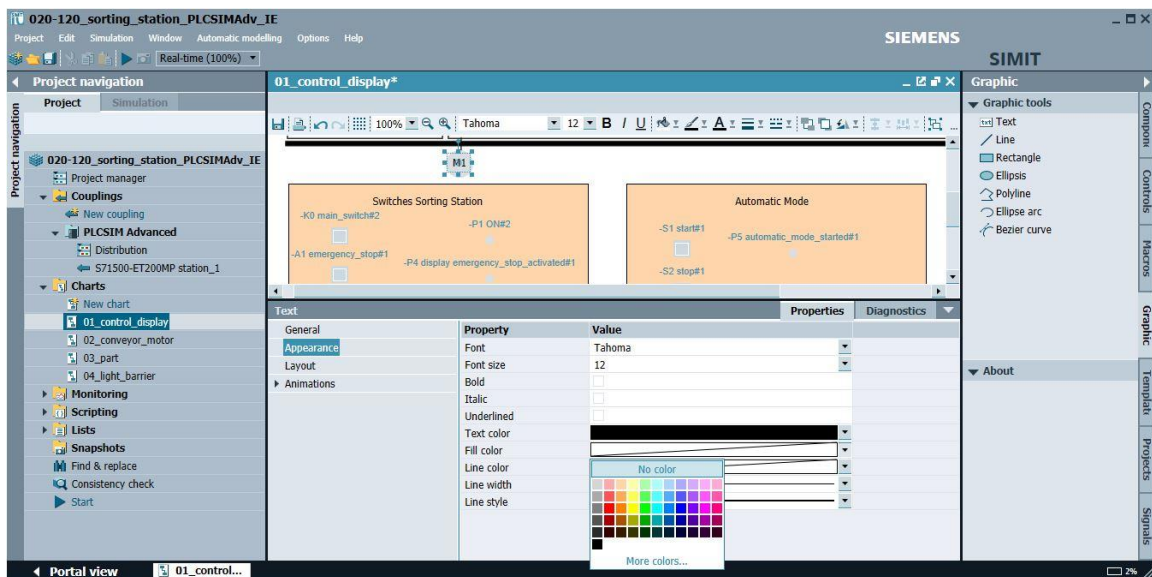 020-120_sorting_station_PLCSIMAdv_IE
Project Edit Simulation Window Automatic modelling Options Help
SIEMENS
Real-time (100%)
SIMIT
Project navigation
Project navigation
Project Simulation
020-120_sorting_station_PLCSIMAdv_IE
Project manager
Couplings
New coupling
PLCSIM Advanced
Distribution
S71500-ET200MP station_1
Charts
New chart
01_control_display
02_conveyor_motor
03_part
04_light_barrier
Monitoring
Scripting
Lists
Snapshots
Find & replace
Consistency check
Start
01_control_display*
100% Tahoma 12 B I U A
M1
Switches Sorting Station
-K0 main_switch#2
-P1 ON#2
-A1 emergency_stop#1
-P4 display emergency_stop_activated#1
Automatic Mode
-S1 start#1
-P5 automatic_mode_started#1
-S2 stop#1
Text
Properties Diagnostics
General
Appearance
Layout
Animations
Property Value
Font Tahoma
Font size 12
Bold
Italic
Underlined
Text color
Fill color
Line color
Line width
Line style
No color
More colors...
Graphic
Graphic tools
txt Text
Line
Rectangle
Ellipsis
Polyline
Ellipse arc
Bezier curve
About
Controls
Macros
Graphic
Projects
Signals
Portal view
01_control...
2%